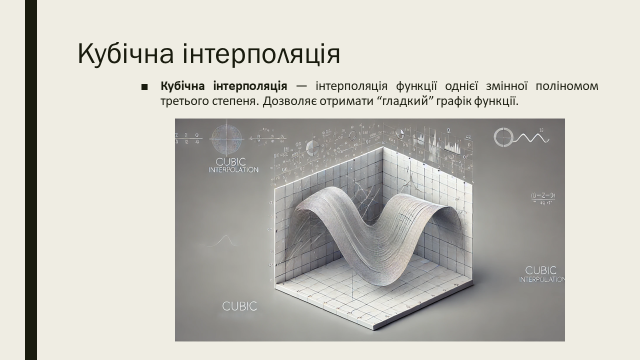 Кубічна інтерполяція
▪ Кубічна інтерполяція — інтерполяція функції однієї змінної поліномом
третього степеня. Дозволяє отримати “гладкий” графік функції.
CUBIC
INTERPOLATION
CUBIC
INTERPOLATION
CUBIC